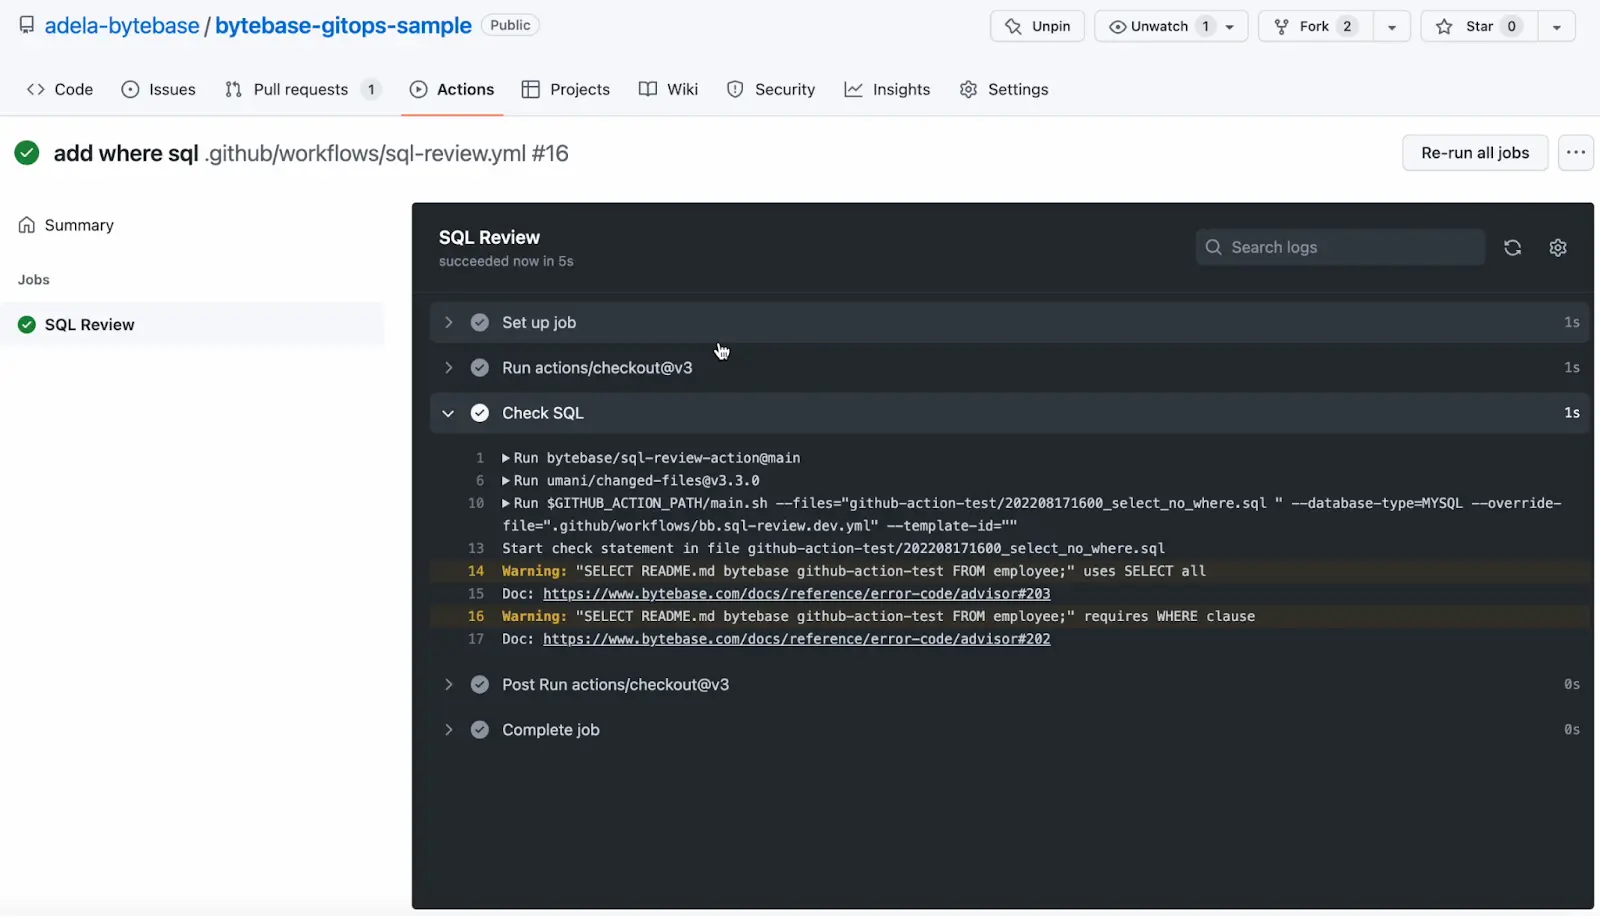 adela-bytebase / bytebase-gitops-sample Public
Unpin Unwatch 1 Fork 2 Star 0
Code Issues Pull requests 1 Actions Projects Wiki Security Insights Settings
add where sql .github/workflows/sql-review.yml #16
Re-run all jobs ...
Summary
Jobs
SQL Review
SQL Review
succeeded now in 5s
Search logs
Set up job 1s
Run actions/checkout@v3 1s
Check SQL 1s
1 Run bytebase/sql-review-action@main
6 Run umani/changed-files@v3.3.0
10 Run $GITHUB_ACTION_PATH/main.sh --files="github-action-test/202208171600_select_no_where.sql " --database-type=MYSQL --override-
file=".github/workflows/bb.sql-review.dev.yml" --template-id=""
13 Start check statement in file github-action-test/202208171600_select_no_where.sql
14 Warning: "SELECT README.md bytebase github-action-test FROM employee;" uses SELECT all
15 Doc: https://www.bytebase.com/docs/reference/error-code/advisor#203
16 Warning: "SELECT README.md bytebase github-action-test FROM employee;" requires WHERE clause
17 Doc: https://www.bytebase.com/docs/reference/error-code/advisor#202
Post Run actions/checkout@v3 0s
Complete job 0s